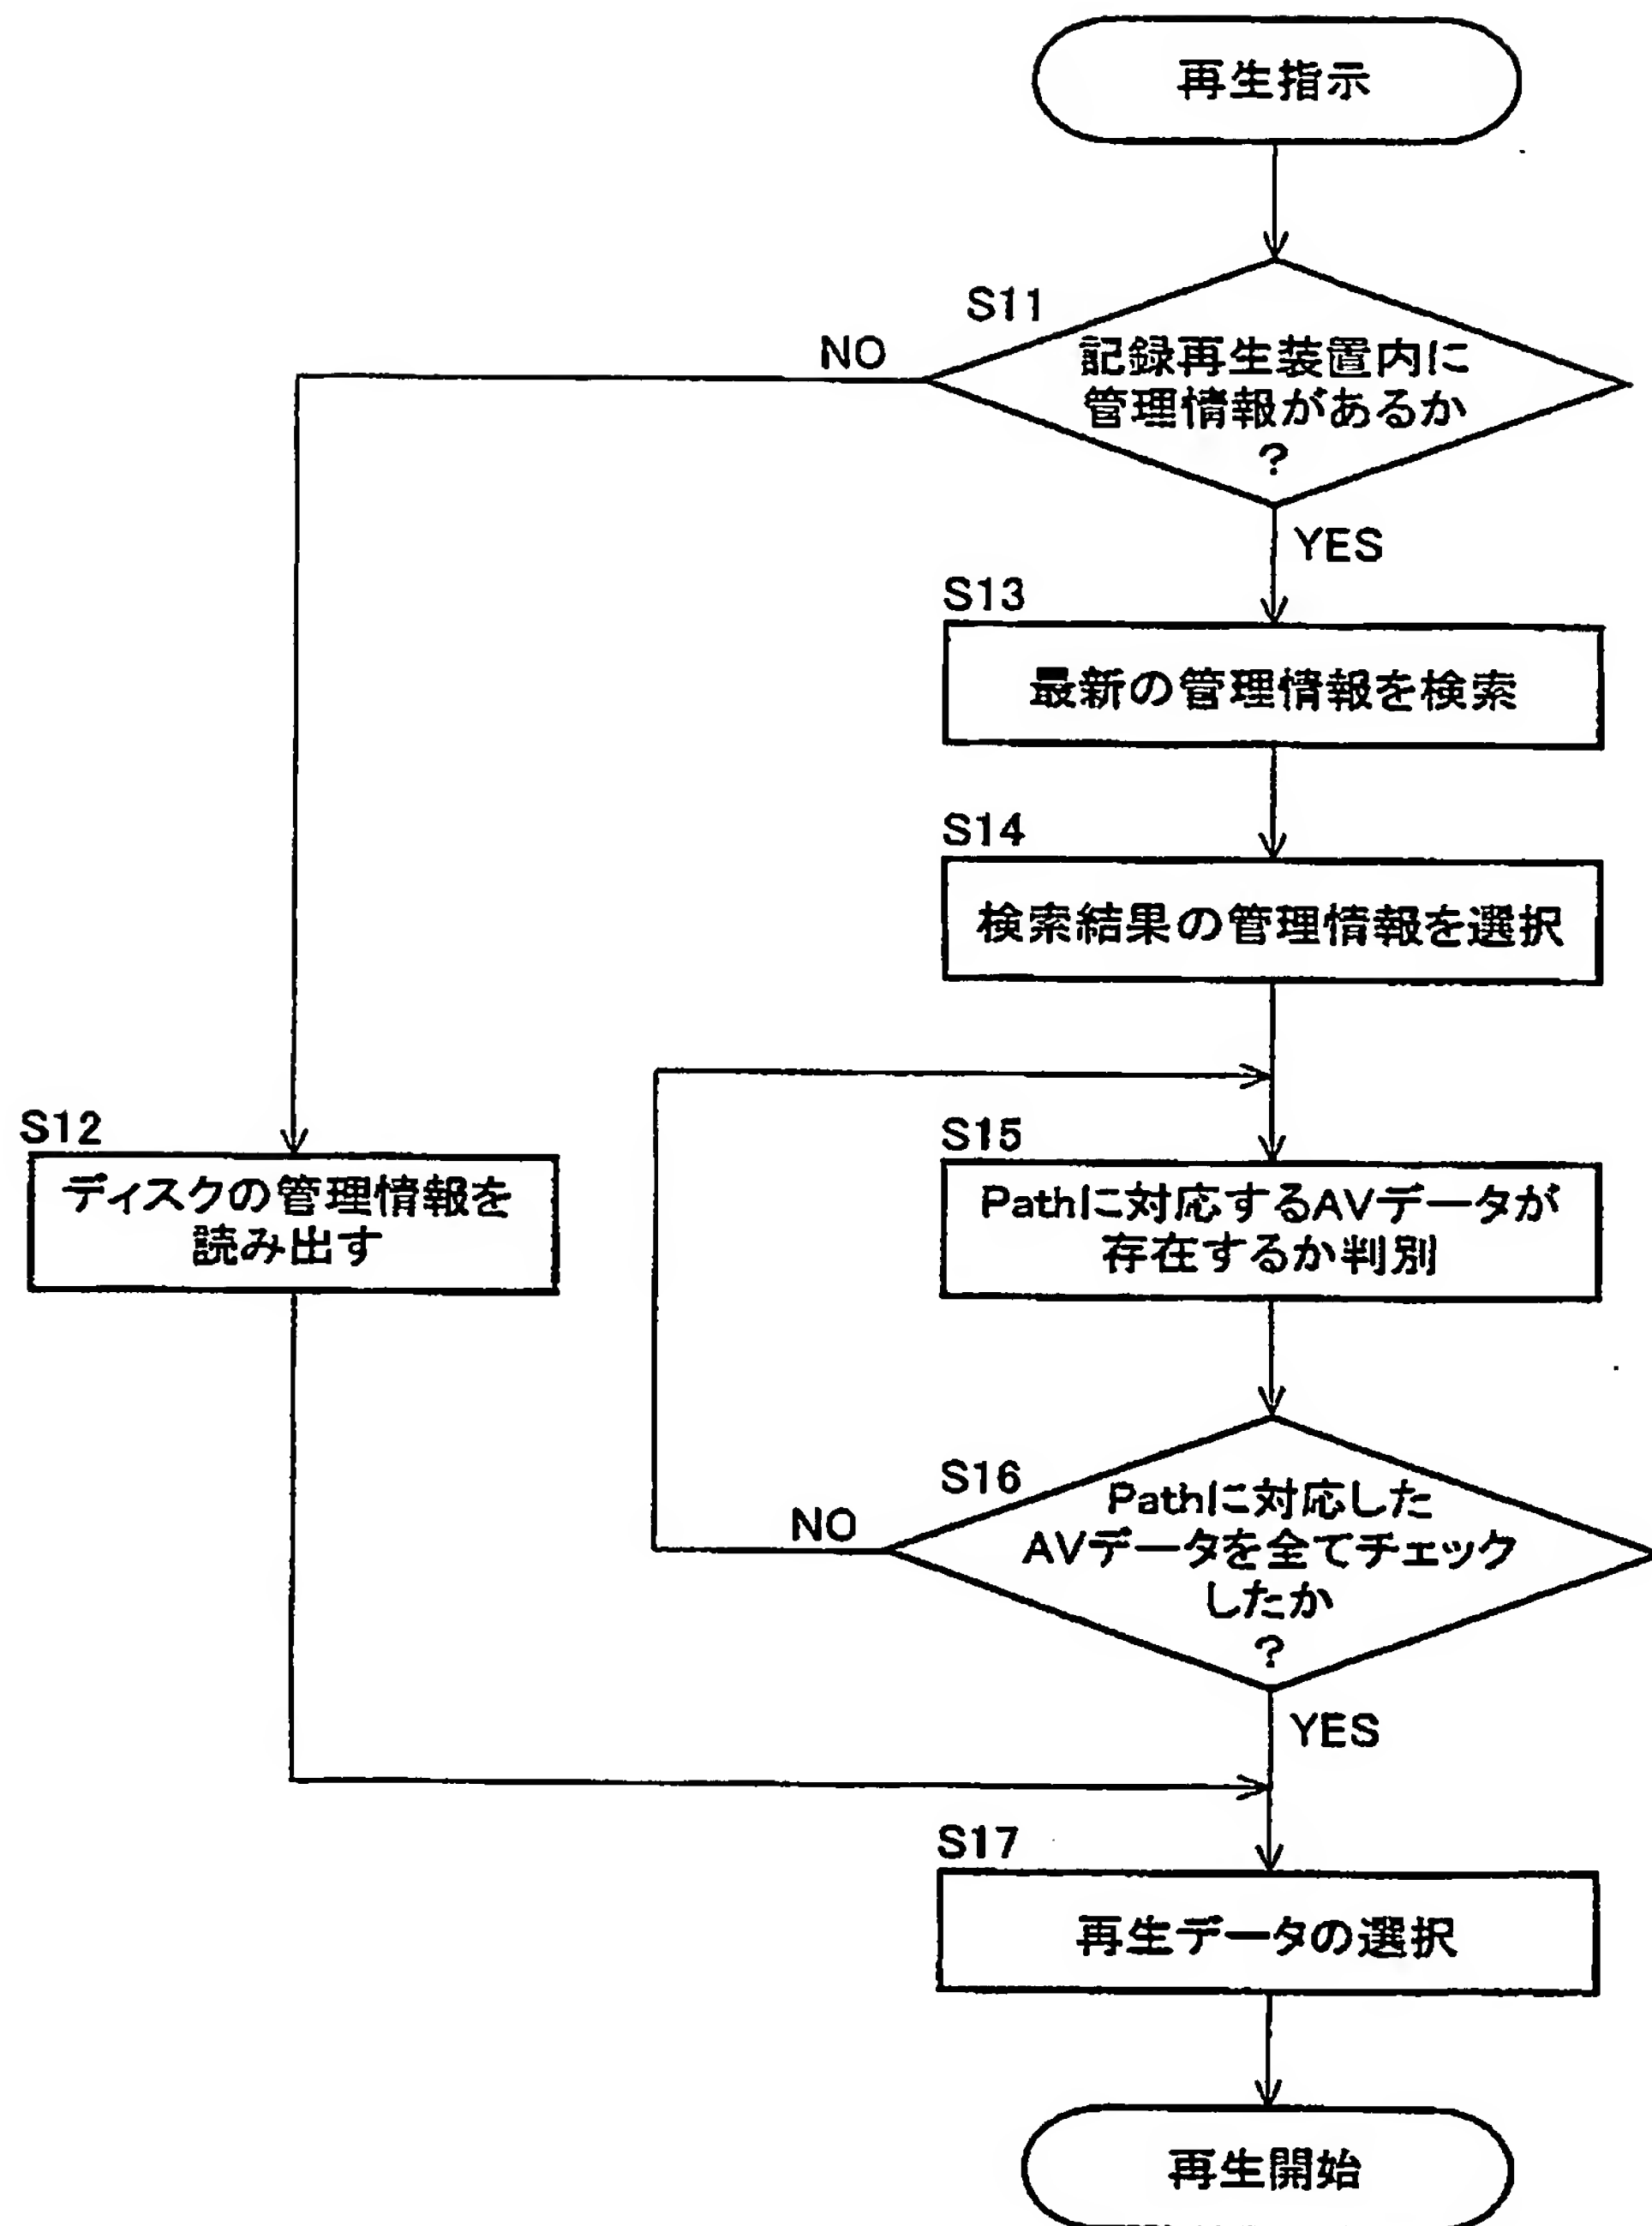 再生指示
S11
NO
記録再生装置内に
管理情報があるか
?
YES
S13
最新の管理情報を検索
S14
検索結果の管理情報を選択
S12
ディスクの管理情報を
読み出す
S15
Pathに対応するAVデータが
存在するか判別
S16
NO
Pathに対応した
AVデータを全てチェック
したか
?
YES
S17
再生データの選択
再生開始